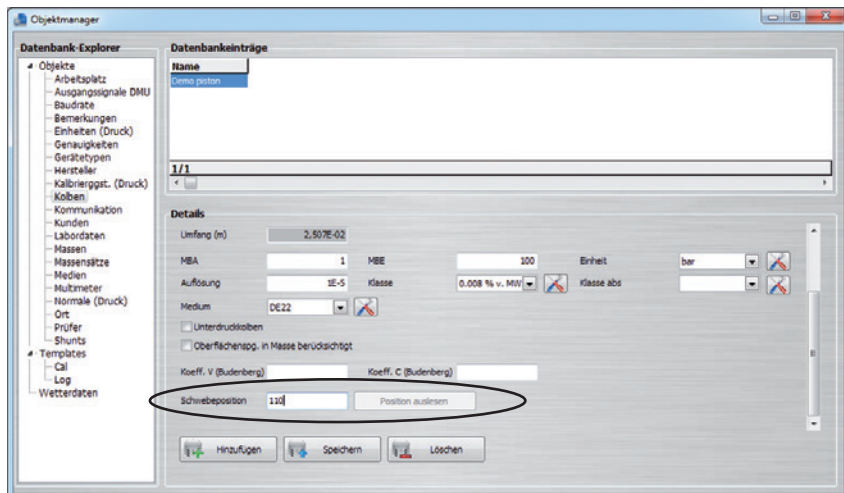 Objektmanager
Datenbank-Explorer
Objekte
Arbeitsplatz
Ausgangssignale DMU
Baudrate
Bemerkungen
Einheiten (Druck)
Genauigkeiten
Gerätetypen
Hersteller
Kalibrierggst. (Druck)
Kolben
Kommunikation
Kunden
Labordaten
Massen
Massensätze
Medien
Multimeter
Normale (Druck)
Ort
Prüfer
Shunts
Templates
Cal
Log
Wetterdaten
Datenbankeinträge
Name
Demo piston
1/1
Details
Umfang (m) 2,507E-02
MBA 1 MBE 100 Einheit bar
Auflösung 1E-5 Klasse 0.008 % v. MW Klasse abs
Medium DE22
Unterdruckkolben
Oberflächenspg. in Masse berücksichtigt
Koeff. V (Budenberg) Koeff. C (Budenberg)
Schwebeposition 110 Position auslesen
Hinzufügen Speichern Löschen